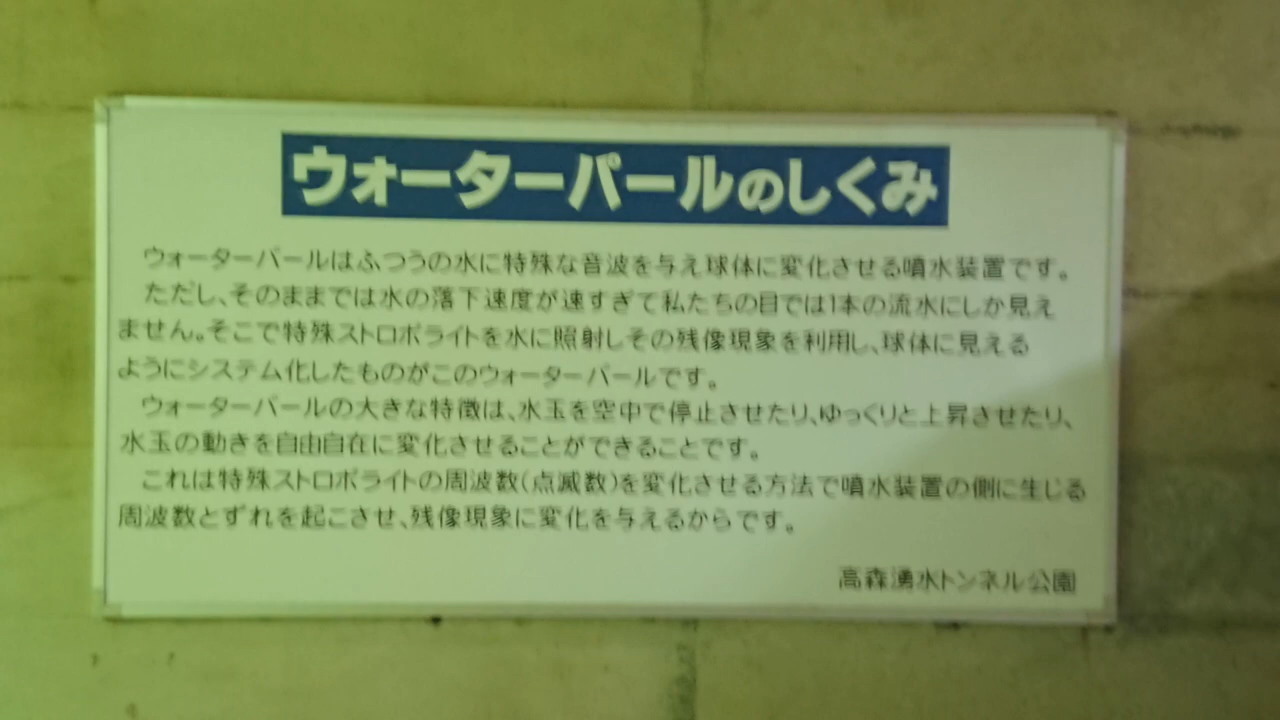 ウォーターパールのしくみ
ウォーターパールはふつうの水に特殊な音波を与え球体に変化させる噴水装置です。
ただし、そのままでは水の落下速度が速すぎて私たちの目では1本の流水にしか見え
ません。そこで特殊ストロボライトを水に照射しその残像現象を利用し、球体に見える
ようにシステム化したものがこのウォーターパールです。
ウォーターパールの大きな特徴は、水玉を空中で停止させたり、ゆっくりと上昇させたり、
水玉の動きを自由自在に変化させることができることです。
これは特殊ストロボライトの周波数(点滅数)を変化させる方法で噴水装置の側に生じる
周波数とずれを起こさせ、残像現象に変化を与えるからです。
高森湧水トンネル公園